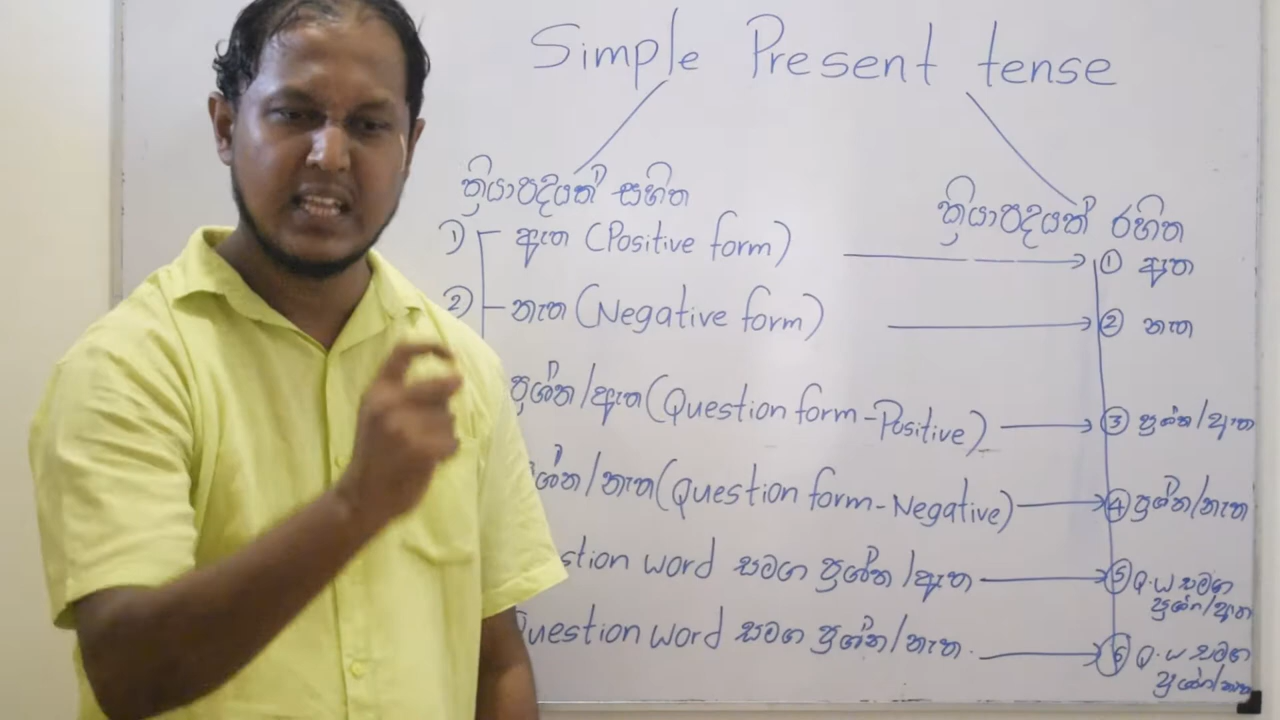 Simple Present tense
ක්‍රියාපදයක් සහිත
ක්‍රියාපදයක් රහිත
1 ඇත (Positive form)
1 ඇත
2 නැත (Negative form)
2 නැත
ප්‍රශ්න/ඇත (Question form-Positive)
3 ප්‍රශ්න/ඇත
ප්‍රශ්න/නැත (Question form-Negative)
4 ප්‍රශ්න/නැත
stion word සමග ප්‍රශ්න/ඇත
5 Q.W සමග
ප්‍රශ්න/ඇත
Question word සමග ප්‍රශ්න/නැත.
6 Q.W සමග
ප්‍රශ්න/නැත